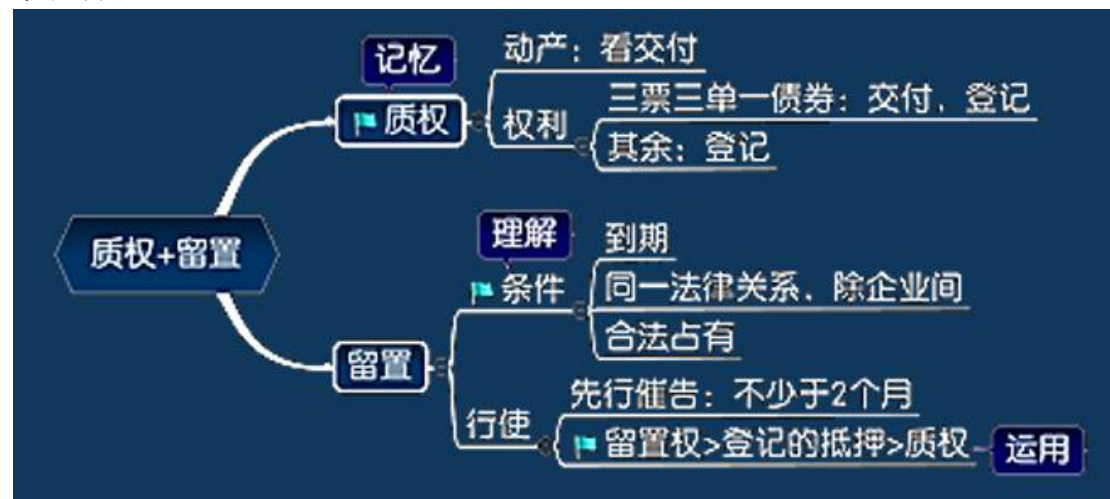 记忆
动产：看交付
质权
权利
三票三单一债券：交付、登记
其余：登记
质权+留置
理解
到期
条件
同一法律关系、除企业间
合法占有
留置
先行催告：不少于2个月
行使
留置权>登记的抵押>质权
运用